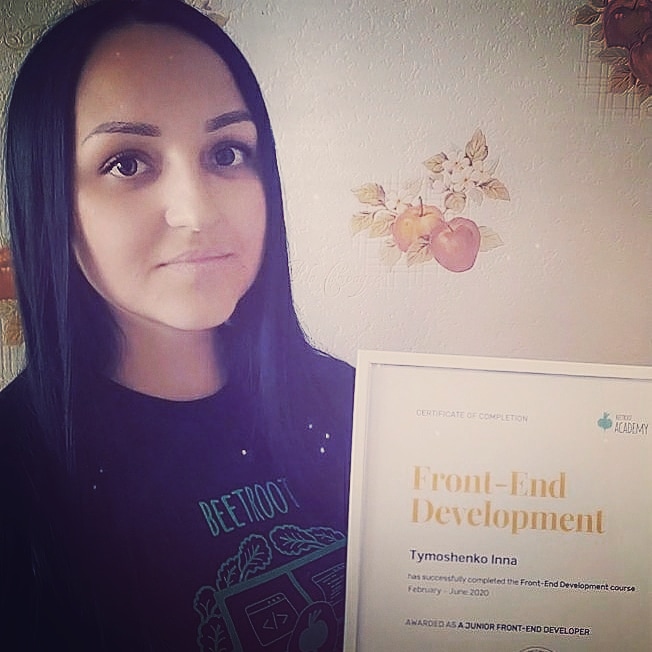 BEETROOT
CERTIFICATE OF COMPLETION
BEETROOT
ACADEMY
Front-End
Development
Tymoshenko Inna
has successfully completed the Front-End Development course
February - June 2020
AWARDED AS A JUNIOR FRONT-END DEVELOPER